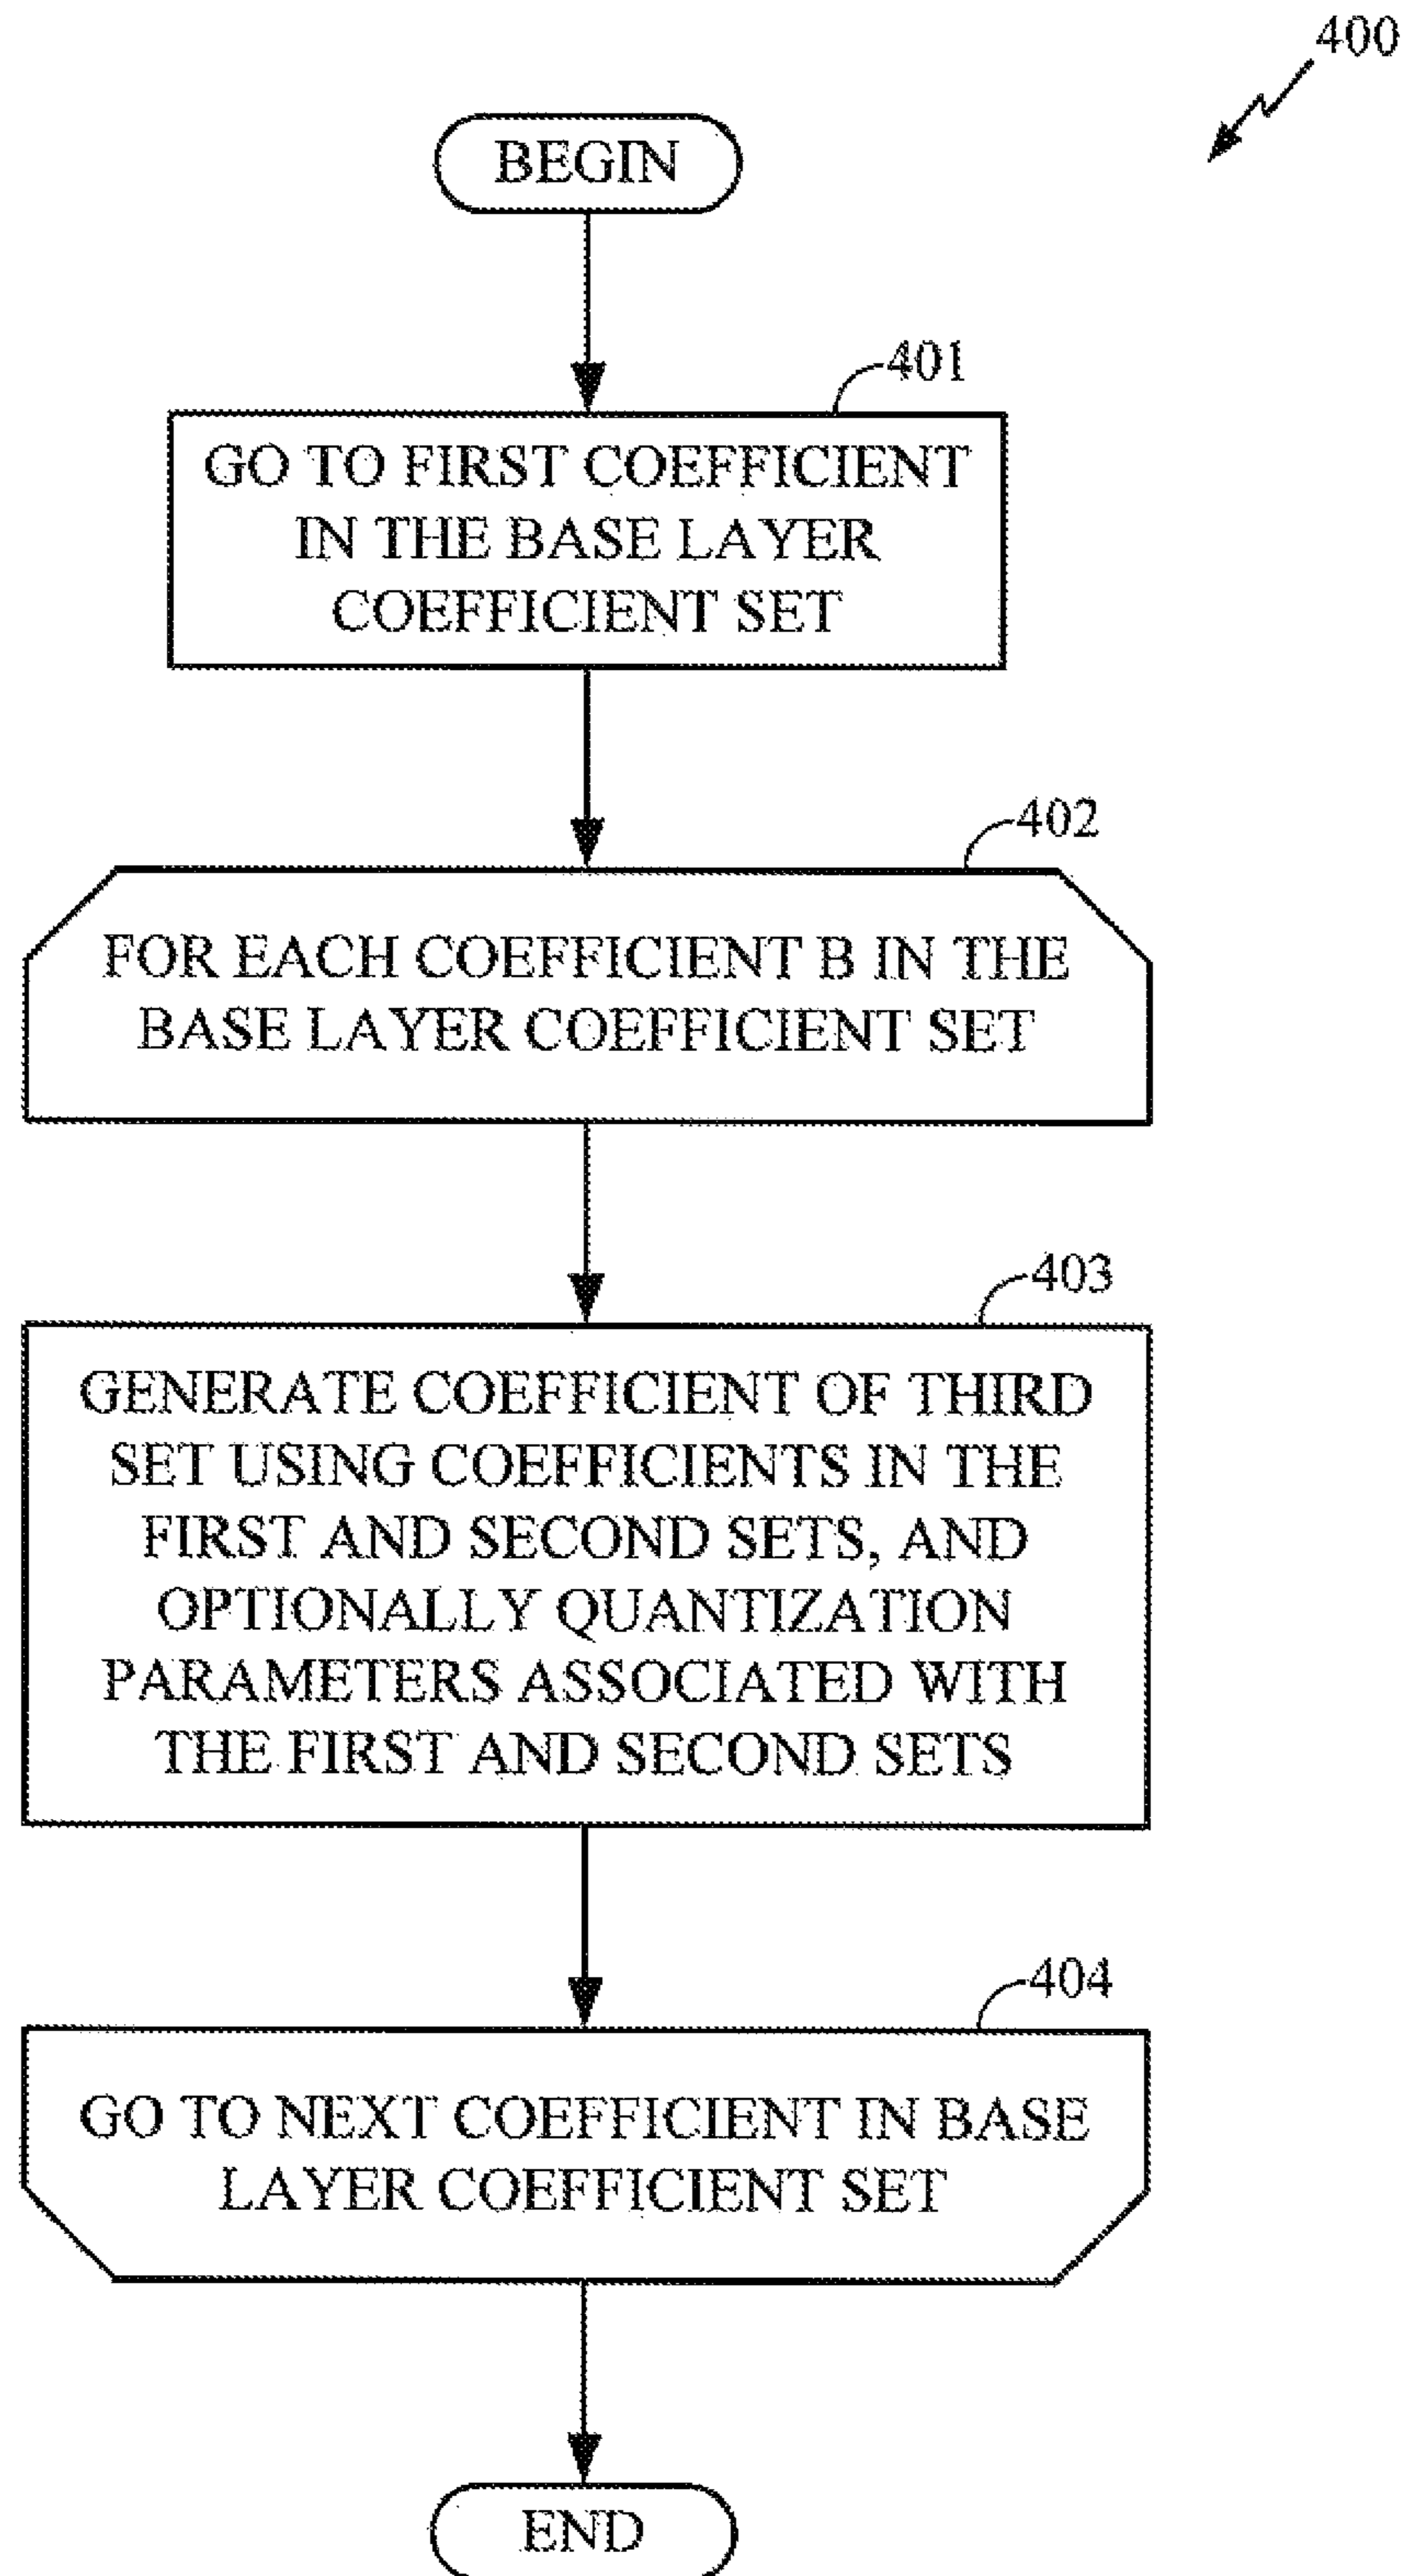 400
BEGIN
401
GO TO FIRST COEFFICIENT
IN THE BASE LAYER
COEFFICIENT SET
402
FOR EACH COEFFICIENT B IN THE
BASE LAYER COEFFICIENT SET
403
GENERATE COEFFICIENT OF THIRD
SET USING COEFFICIENTS IN THE
FIRST AND SECOND SETS, AND
OPTIONALLY QUANTIZATION
PARAMETERS ASSOCIATED WITH
THE FIRST AND SECOND SETS
404
GO TO NEXT COEFFICIENT IN BASE
LAYER COEFFICIENT SET
END